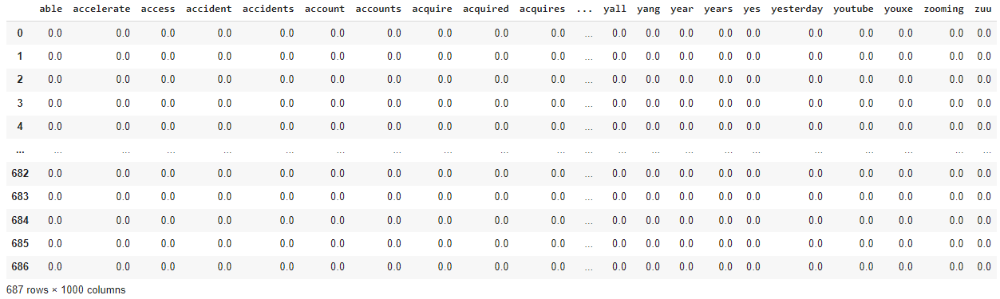 able accelerate access accident accidents account accounts acquire acquired acquires ... yall yang year years yes yesterday youtube youxe zooming zuu
0 0.0 0.0 0.0 0.0 0.0 0.0 0.0 0.0 0.0 0.0 ... 0.0 0.0 0.0 0.0 0.0 0.0 0.0 0.0 0.0 0.0
1 0.0 0.0 0.0 0.0 0.0 0.0 0.0 0.0 0.0 0.0 ... 0.0 0.0 0.0 0.0 0.0 0.0 0.0 0.0 0.0 0.0
2 0.0 0.0 0.0 0.0 0.0 0.0 0.0 0.0 0.0 0.0 ... 0.0 0.0 0.0 0.0 0.0 0.0 0.0 0.0 0.0 0.0
3 0.0 0.0 0.0 0.0 0.0 0.0 0.0 0.0 0.0 0.0 ... 0.0 0.0 0.0 0.0 0.0 0.0 0.0 0.0 0.0 0.0
4 0.0 0.0 0.0 0.0 0.0 0.0 0.0 0.0 0.0 0.0 ... 0.0 0.0 0.0 0.0 0.0 0.0 0.0 0.0 0.0 0.0
... ... ... ... ... ... ... ... ... ... ... ... ... ... ... ... ... ... ... ... ... ...
682 0.0 0.0 0.0 0.0 0.0 0.0 0.0 0.0 0.0 0.0 ... 0.0 0.0 0.0 0.0 0.0 0.0 0.0 0.0 0.0 0.0
683 0.0 0.0 0.0 0.0 0.0 0.0 0.0 0.0 0.0 0.0 ... 0.0 0.0 0.0 0.0 0.0 0.0 0.0 0.0 0.0 0.0
684 0.0 0.0 0.0 0.0 0.0 0.0 0.0 0.0 0.0 0.0 ... 0.0 0.0 0.0 0.0 0.0 0.0 0.0 0.0 0.0 0.0
685 0.0 0.0 0.0 0.0 0.0 0.0 0.0 0.0 0.0 0.0 ... 0.0 0.0 0.0 0.0 0.0 0.0 0.0 0.0 0.0 0.0
686 0.0 0.0 0.0 0.0 0.0 0.0 0.0 0.0 0.0 0.0 ... 0.0 0.0 0.0 0.0 0.0 0.0 0.0 0.0 0.0 0.0
687 rows × 1000 columns